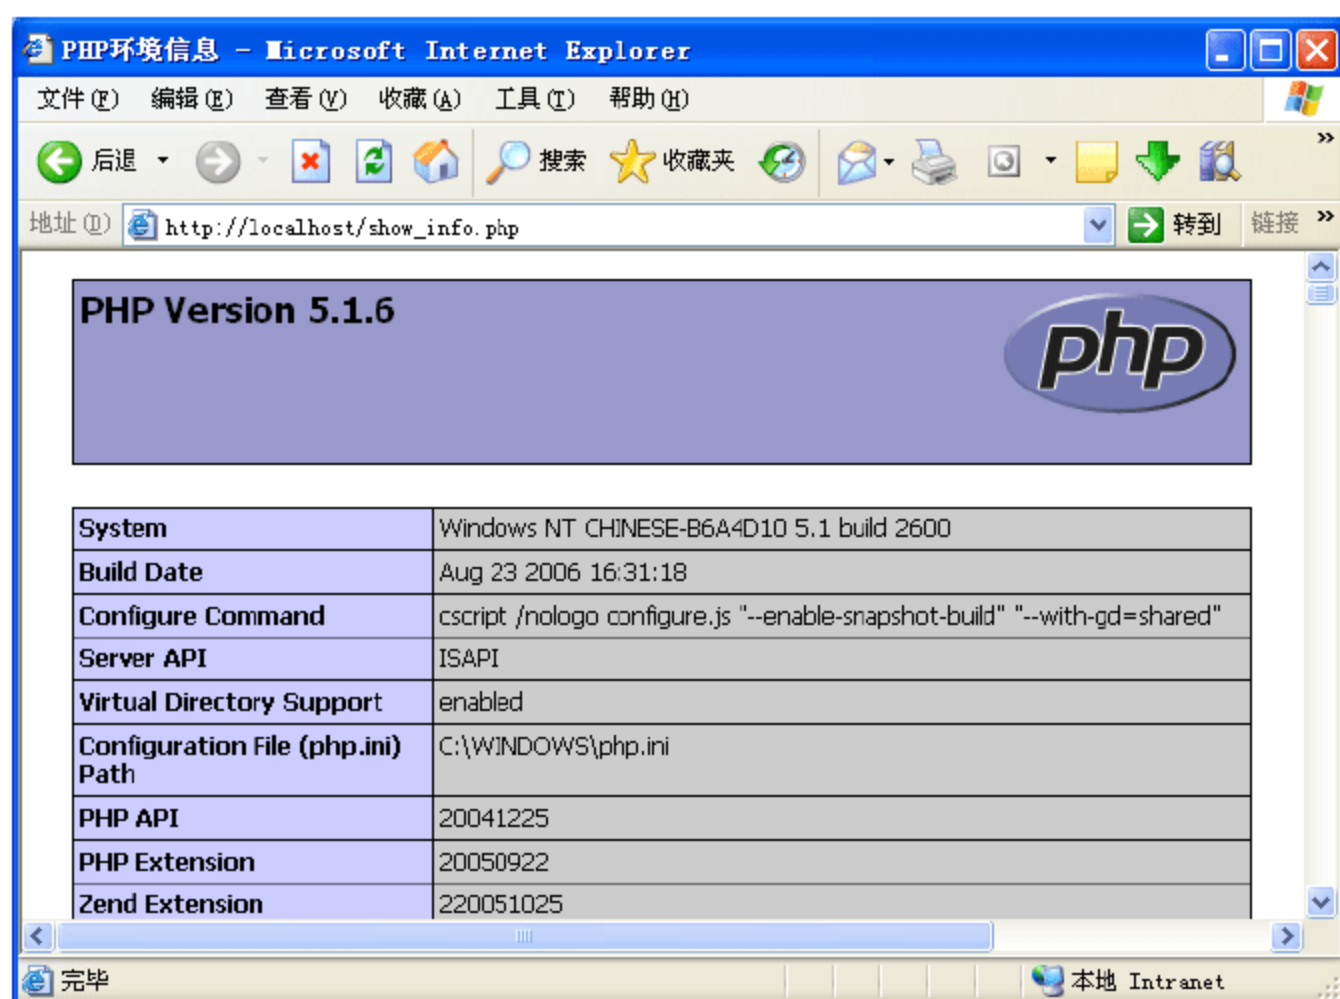 PHP环境信息 - Microsoft Internet Explorer
文件(F) 编辑(E) 查看(V) 收藏(A) 工具(T) 帮助(H)
后退 搜索 收藏夹 »
地址(D) http://localhost/show_info.php 转到 链接 »
PHP Version 5.1.6
php
System Windows NT CHINESE-B6A4D10 5.1 build 2600
Build Date Aug 23 2006 16:31:18
Configure Command cscript /nologo configure.js "--enable-snapshot-build" "--with-gd=shared"
Server API ISAPI
Virtual Directory Support enabled
Configuration File (php.ini) C:\WINDOWS\php.ini
Path
PHP API 20041225
PHP Extension 20050922
Zend Extension 220051025
完毕 本地 Intranet